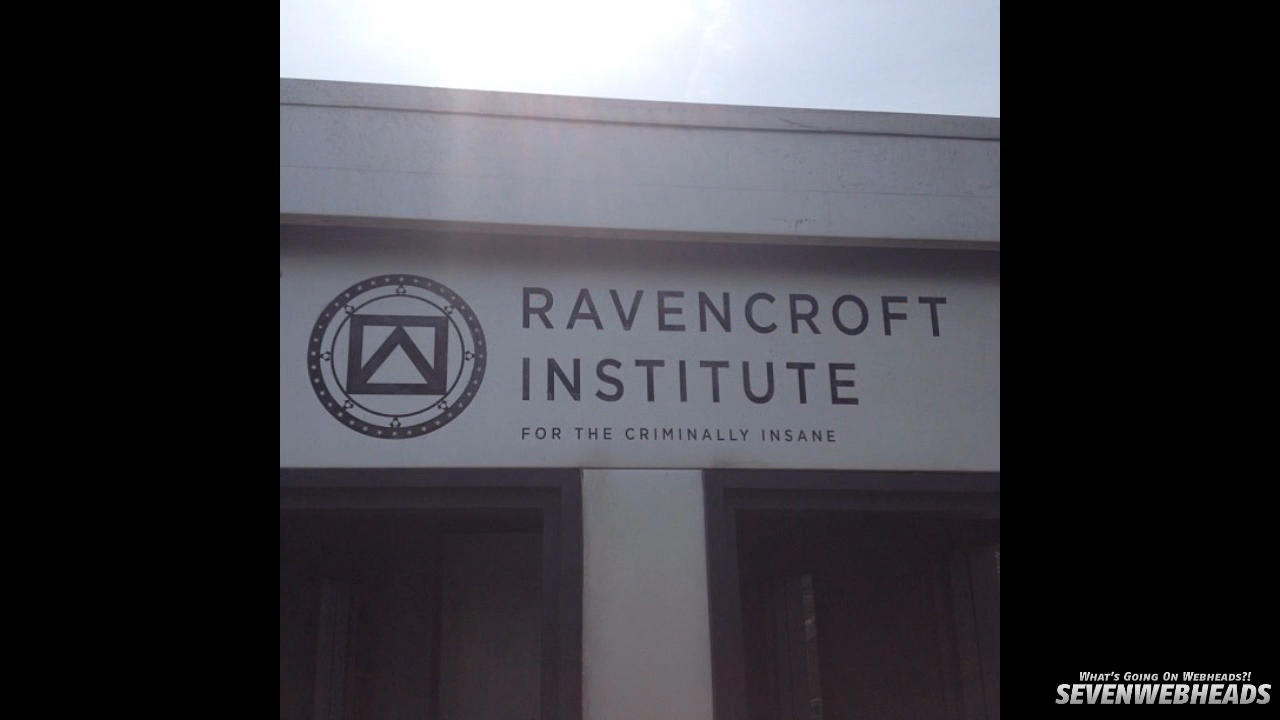 RAVENCROFT
INSTITUTE
FOR THE CRIMINALLY INSANE
WHAT'S GOING ON WEBHEADS?!
SEVENWEBHEADS